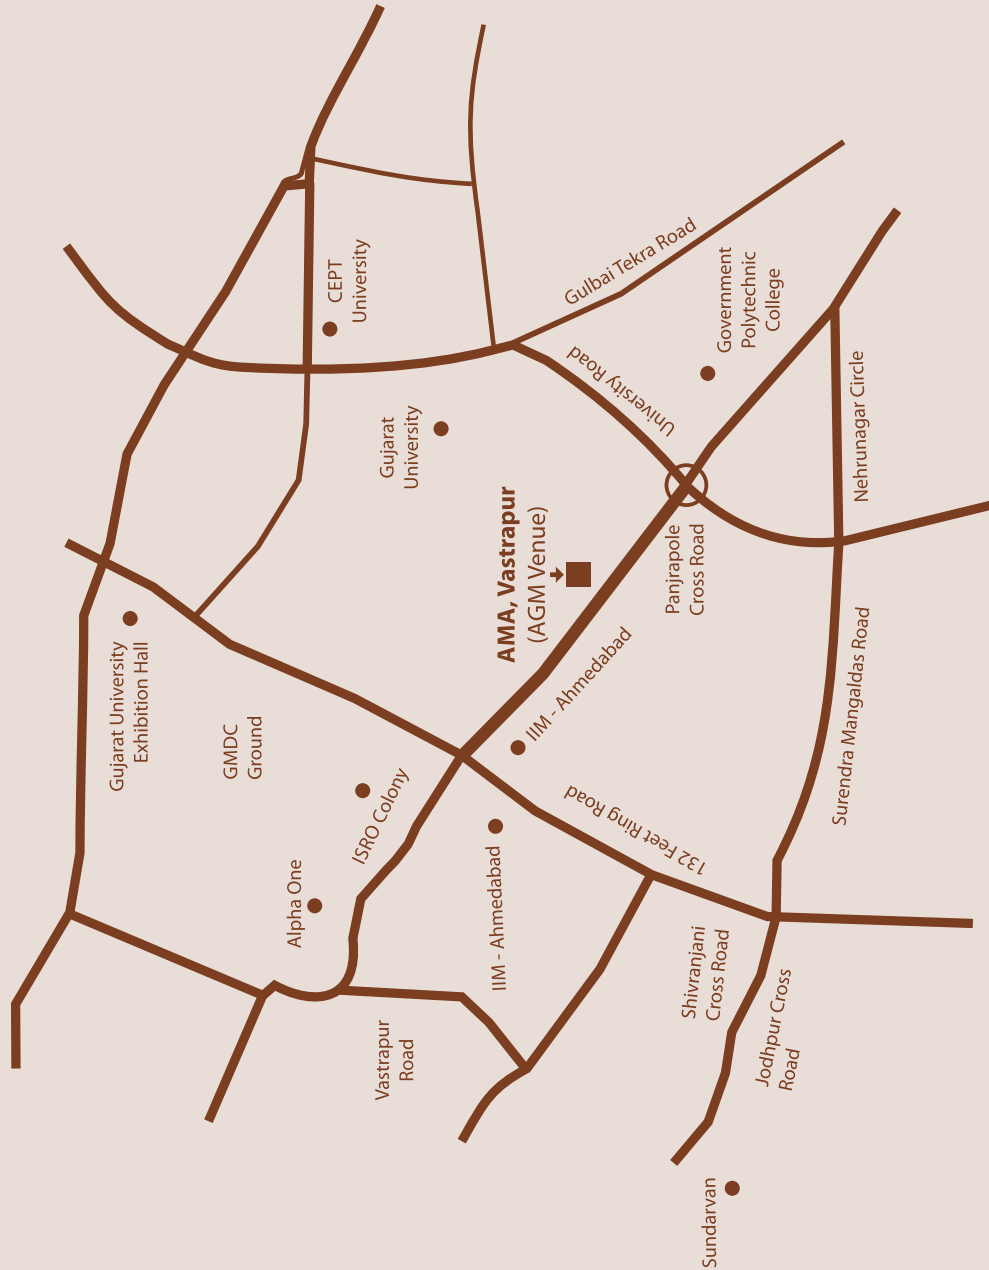 CEPT
University
Gulbai Tekra Road
Government
Polytechnic
College
University Road
Gujarat
University
Nehrunagar Circle
AMA, Vastrapur
(AGM Venue)
Panjrapole
Cross Road
Gujarat University
Exhibition Hall
GMDC
Ground
IIM - Ahmedabad
Surendra Mangaldas Road
ISRO Colony
132 Feet Ring Road
Alpha One
IIM - Ahmedabad
Shivranjani
Cross Road
Jodhpur Cross
Road
Vastrapur
Road
Sundarvan